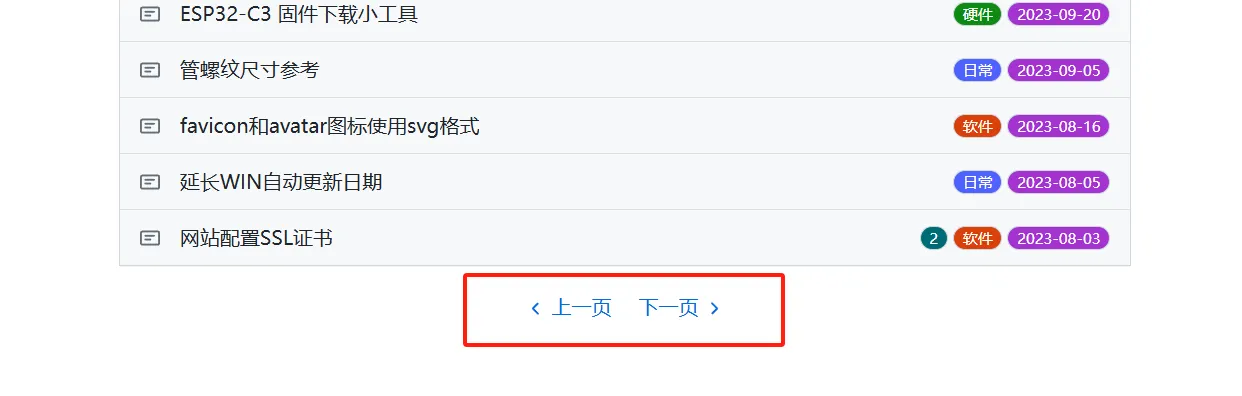 ESP32-C3 固件下载小工具 硬件 2023-09-20
管螺纹尺寸参考 日常 2023-09-05
favicon和avatar图标使用svg格式 软件 2023-08-16
延长WIN自动更新日期 日常 2023-08-05
网站配置SSL证书 2 软件 2023-08-03
上一页 下一页